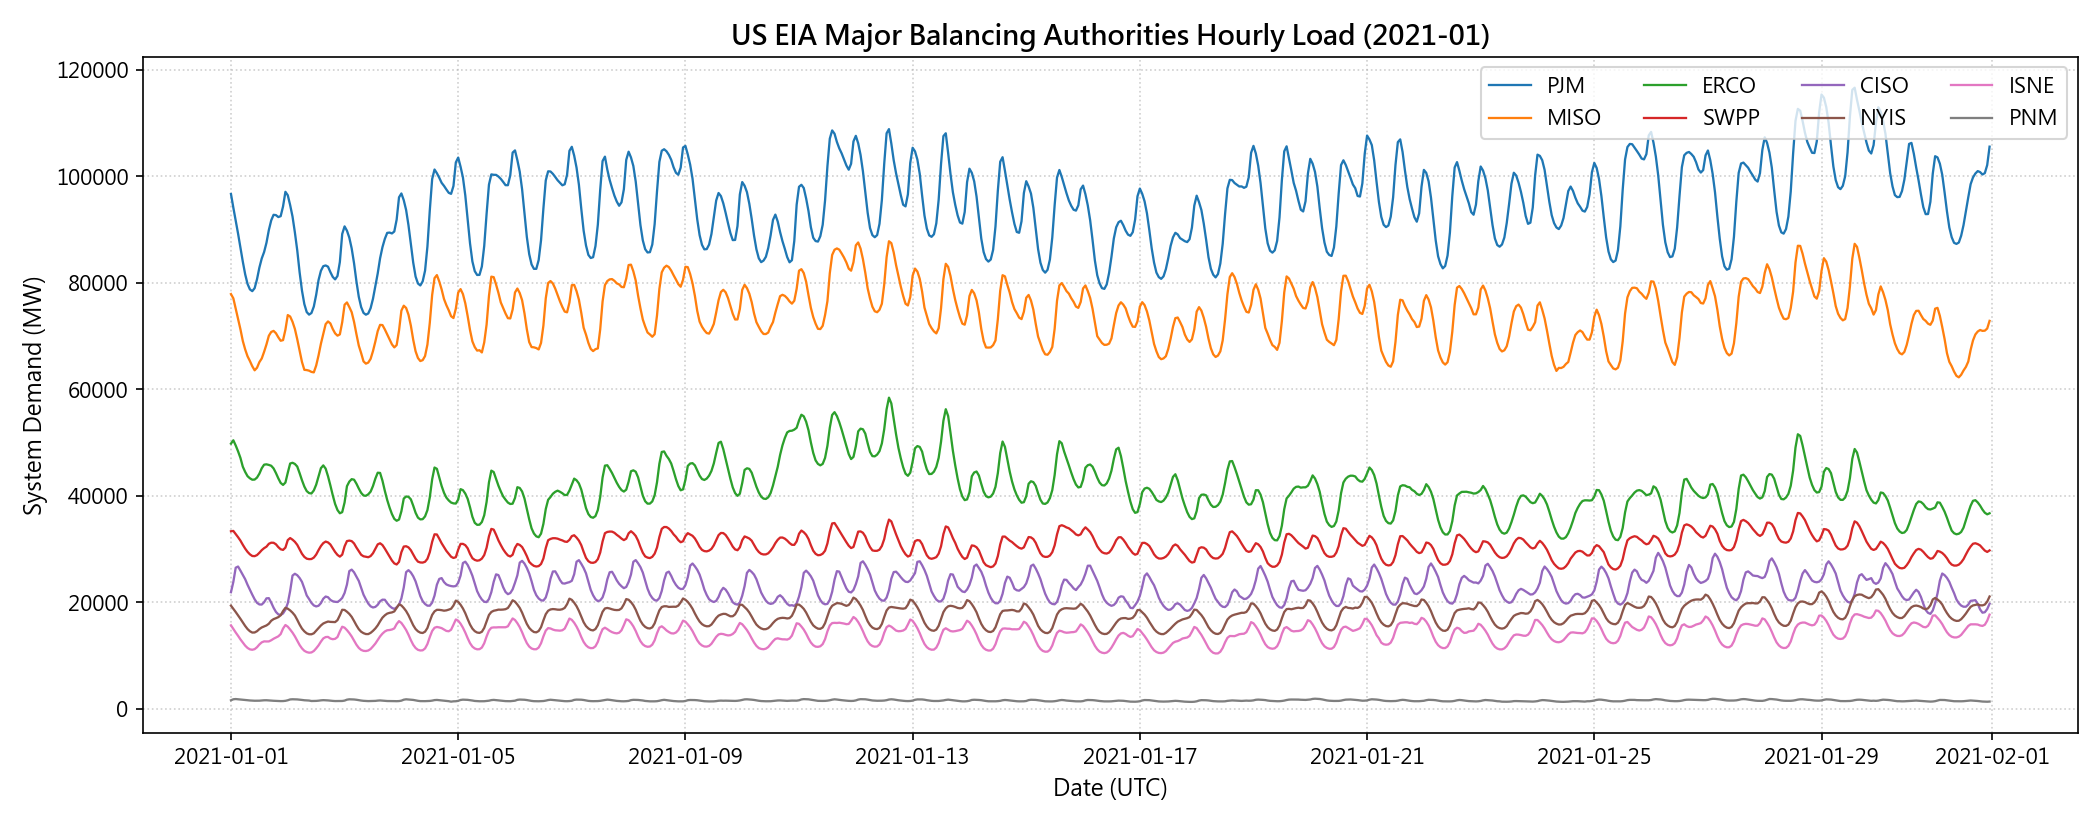 US EIA Major Balancing Authorities Hourly Load (2021-01)
PJM ERCO CISO ISNE
MISO SWPP NYIS PNM
120000
100000
80000
60000
40000
20000
0
System Demand (MW)
2021-01-01 2021-01-05 2021-01-09 2021-01-13 2021-01-17 2021-01-21 2021-01-25 2021-01-29 2021-02-01
Date (UTC)